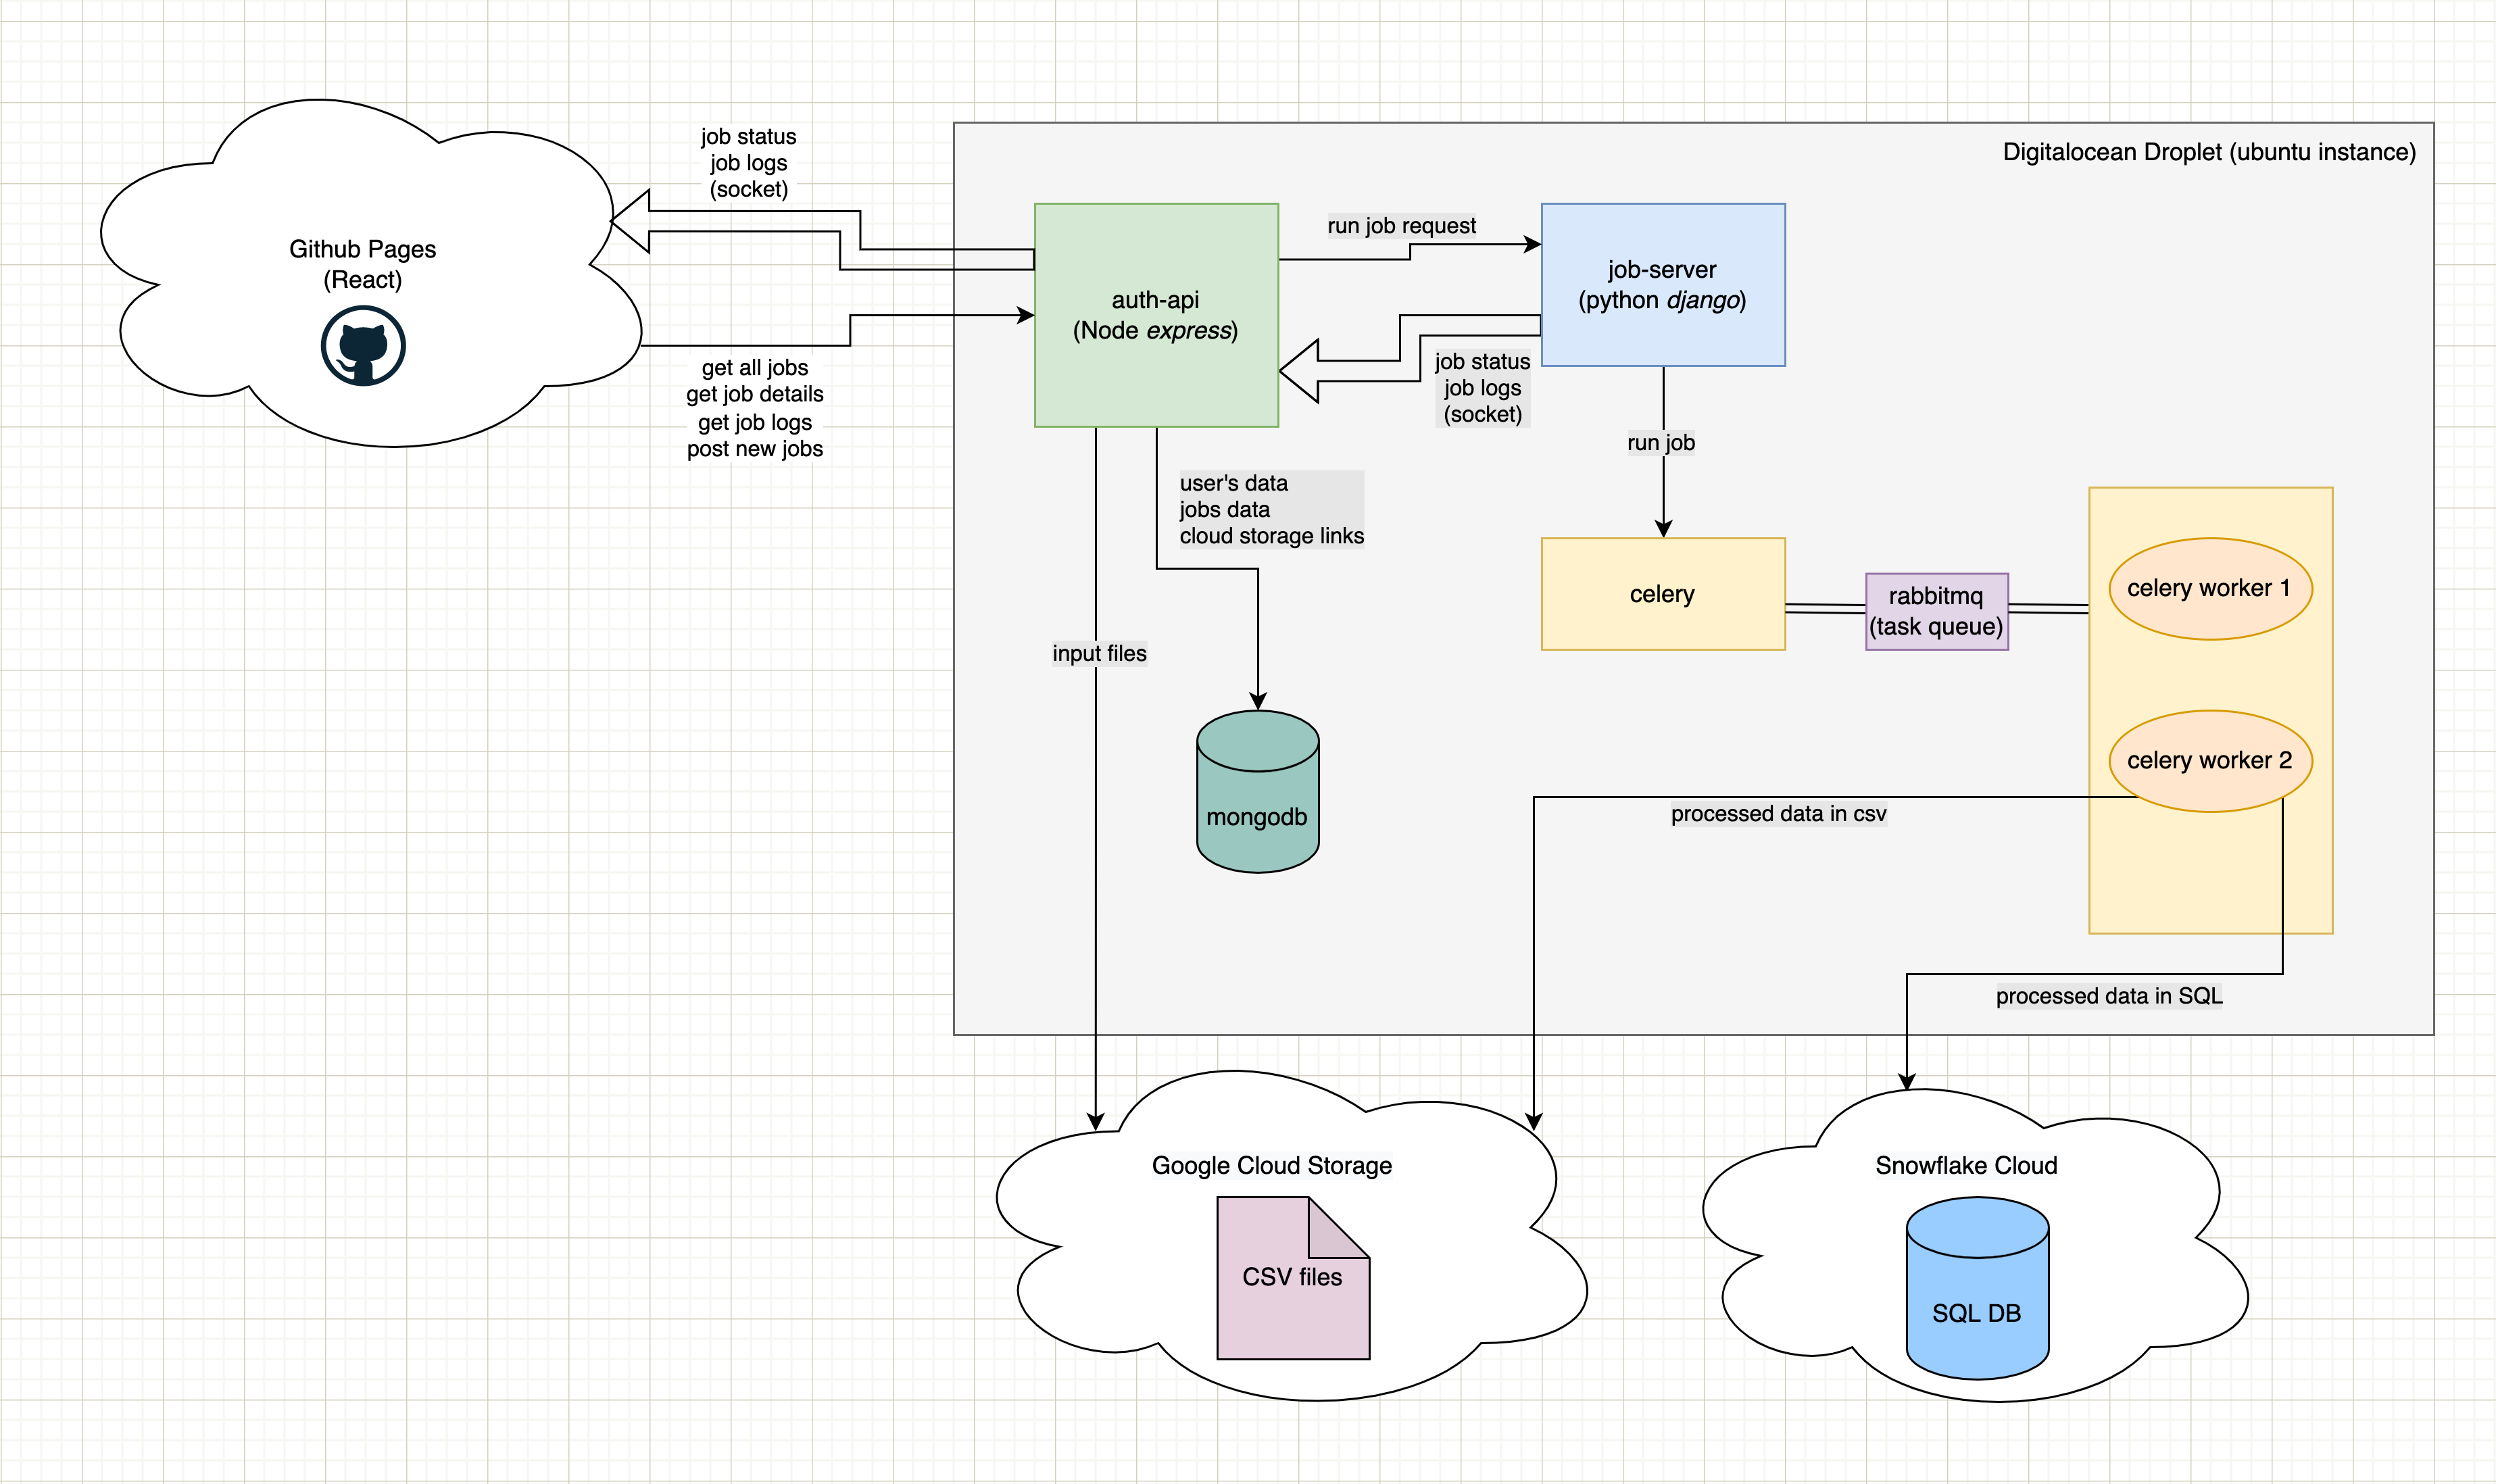 job status
job logs
(socket)
Github Pages
(React)
get all jobs
get job details
get job logs
post new jobs
Digitalocean Droplet (ubuntu instance)
auth-api
(Node express)
run job request
job-server
(python django)
job status
job logs
(socket)
run job
user's data
jobs data
cloud storage links
input files
celery
rabbitmq
(task queue)
celery worker 1
celery worker 2
mongodb
processed data in csv
processed data in SQL
Google Cloud Storage
CSV files
Snowflake Cloud
SQL DB